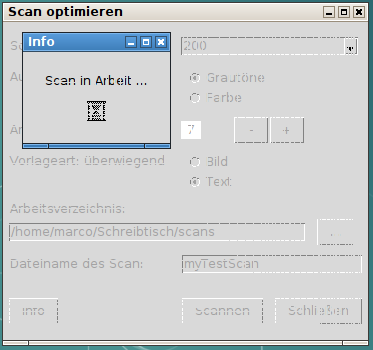 Scan optimieren
Info
Scan in Arbeit ...
200
Grautöne
Farbe
7
-
+
Vorlageart: überwiegend
Bild
Text
Arbeitsverzeichnis:
/home/marco/Schreibtisch/scans
Dateiname des Scan:
myTestScan
Info
Scannen
Schließen